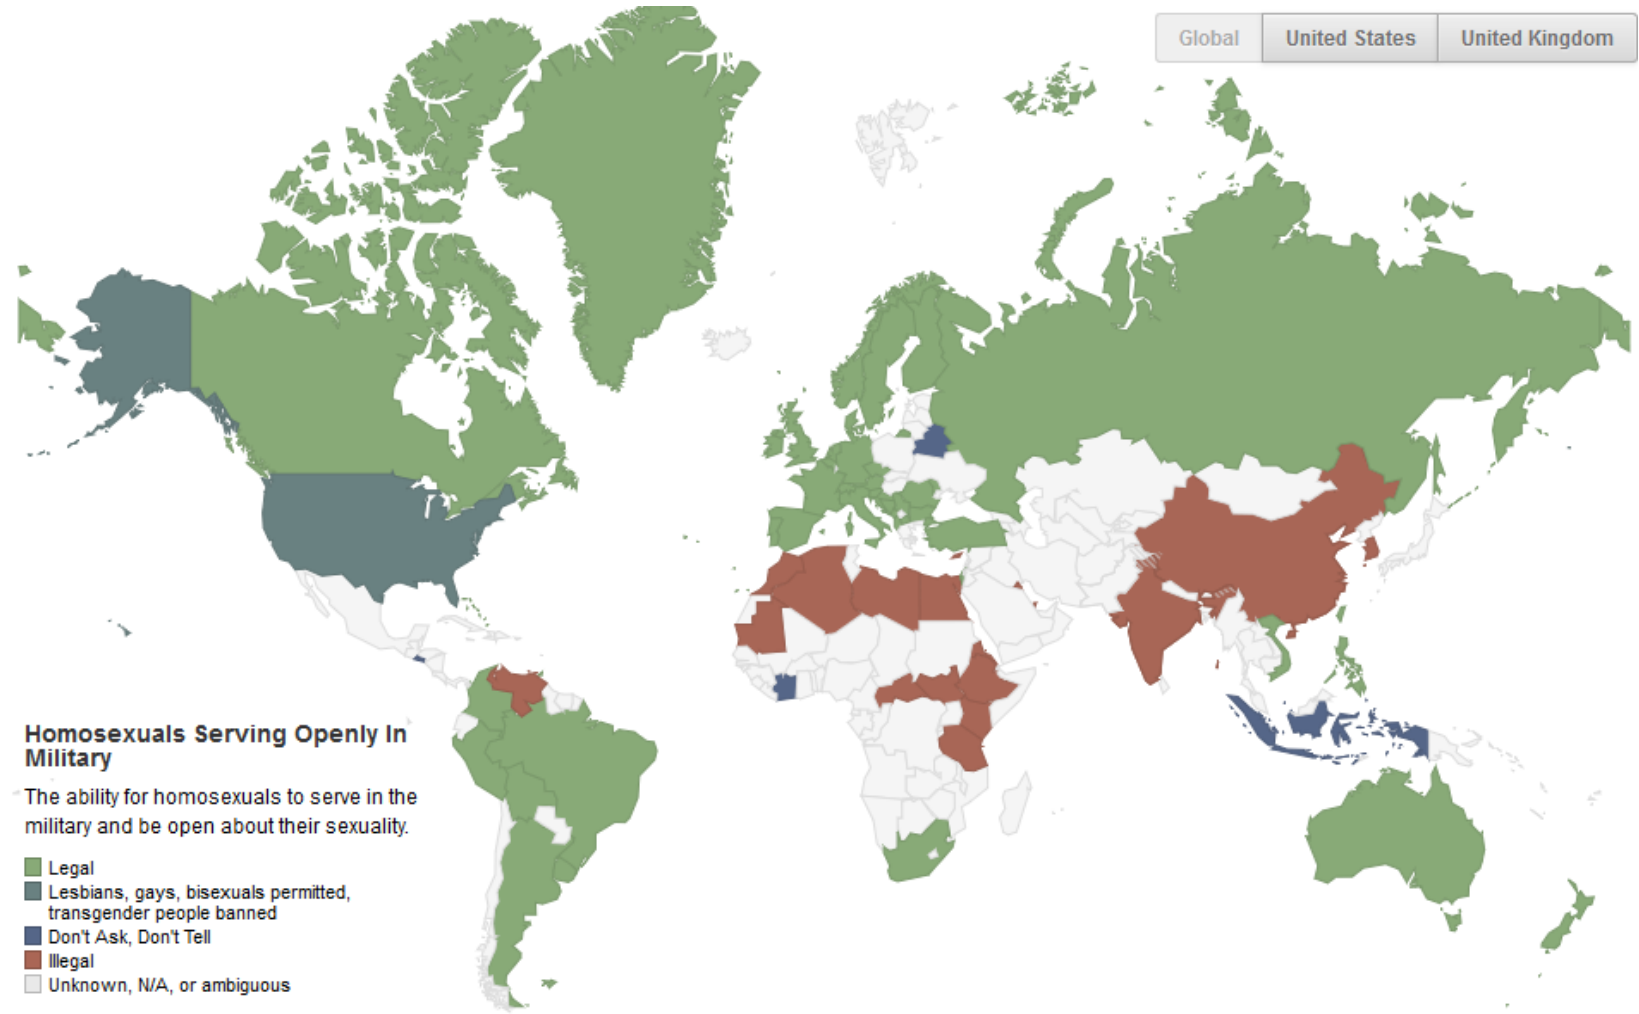 Global United States United Kingdom
Homosexuals Serving Openly In
Military
The ability for homosexuals to serve in the
military and be open about their sexuality.
Legal
Lesbians, gays, bisexuals permitted,
transgender people banned
Don't Ask, Don't Tell
Illegal
Unknown, N/A, or ambiguous